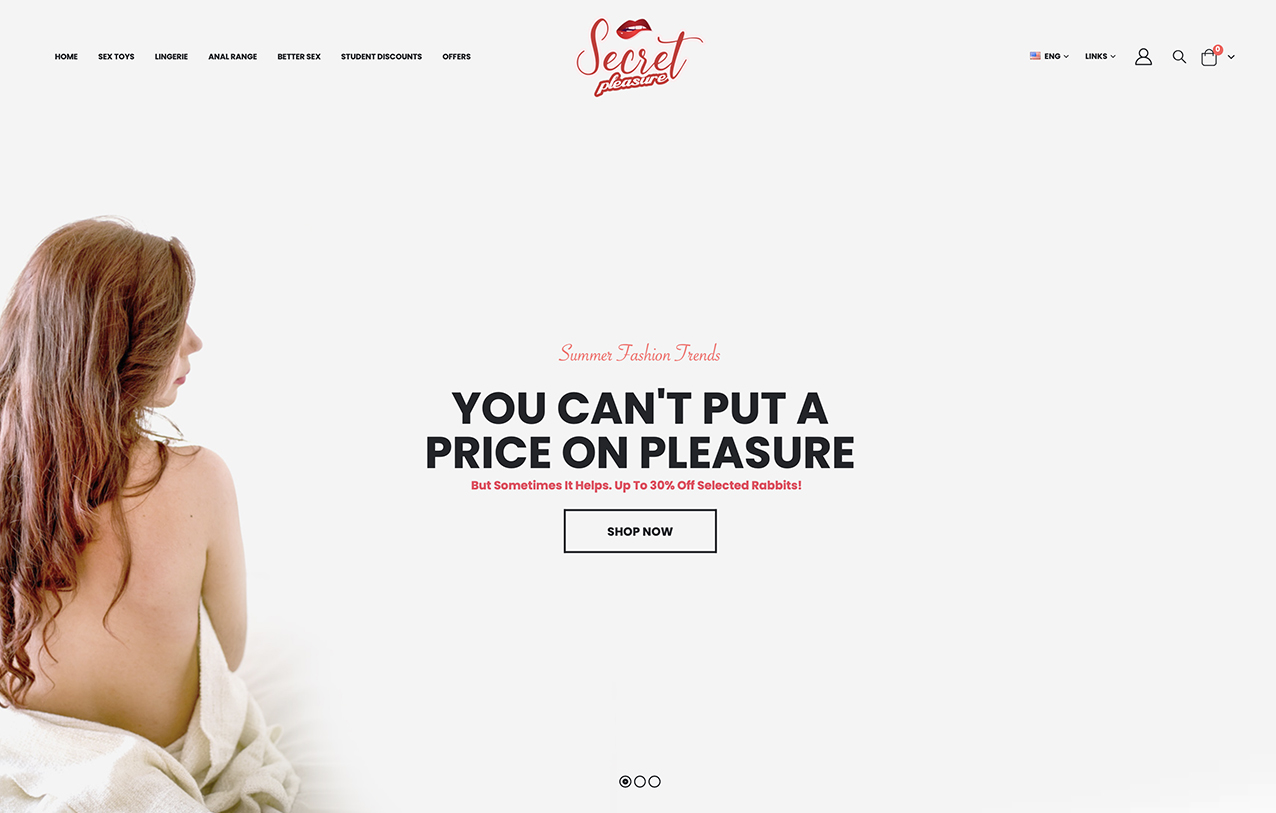 HOME SEX TOYS LINGERIE ANAL RANGE BETTER SEX STUDENT DISCOUNTS OFFERS
Secret
pleasure
ENG LINKS 0
Summer Fashion Trends
YOU CAN'T PUT A
PRICE ON PLEASURE
But Sometimes It Helps. Up To 30% Off Selected Rabbits!
SHOP NOW